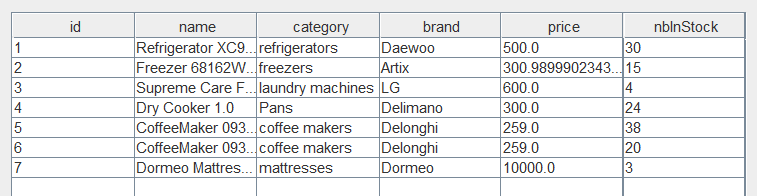 id name category brand price nbInStock
1 Refrigerator XC9... refrigerators Daewoo 500.0 30
2 Freezer 68162W... freezers Artix 300.9899902343... 15
3 Supreme Care F... laundry machines LG 600.0 4
4 Dry Cooker 1.0 Pans Delimano 300.0 24
5 CoffeeMaker 093... coffee makers Delonghi 259.0 38
6 CoffeeMaker 093... coffee makers Delonghi 259.0 20
7 Dormeo Mattres... mattresses Dormeo 10000.0 3